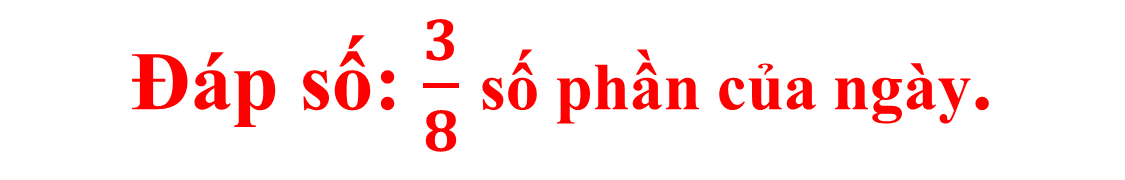 Đáp số: 3/8 số phần của ngày.